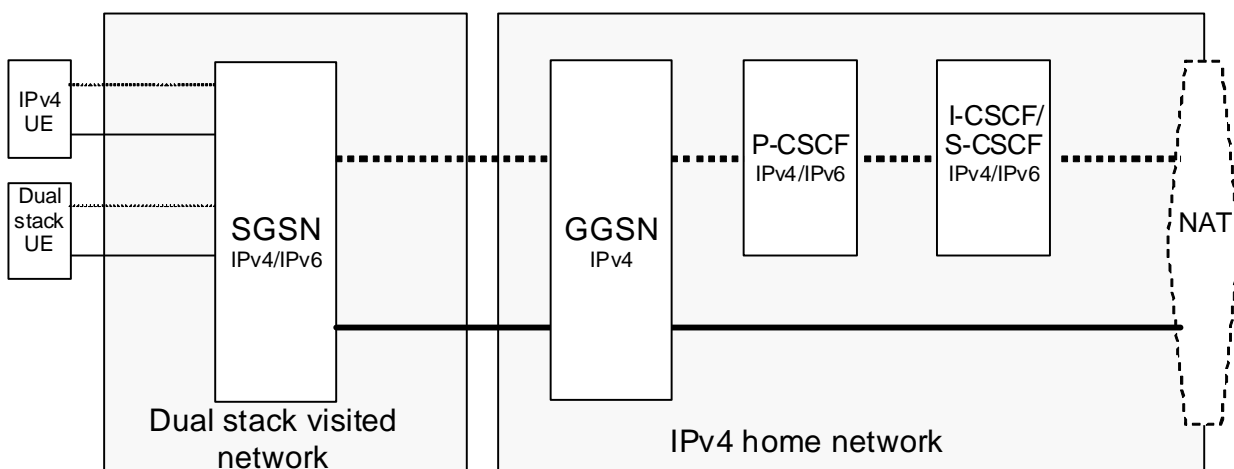 IPv4
UE
Dual
stack
UE
SGSN
IPv4/IPv6
GGSN
IPv4
P-CSCF
IPv4/IPv6
I-CSCF/
S-CSCF
IPv4/IPv6
NAT
Dual stack visited
network
IPv4 home network